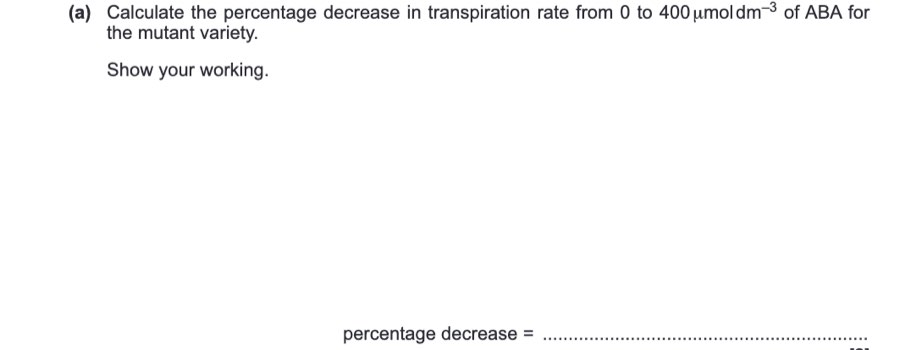 (a) Calculate the percentage decrease in transpiration rate from 0 to 400 μmol dm⁻³ of ABA for
the mutant variety.
Show your working.
percentage decrease = ................................................................